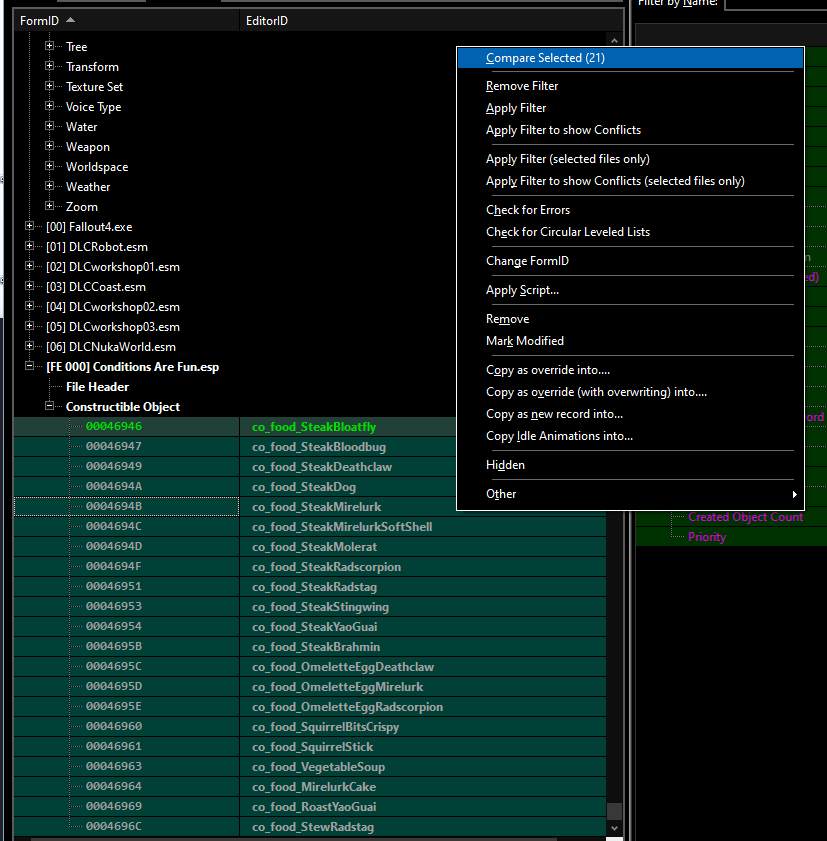 Filter by Name:
FormID EditorID
Tree
Transform
Texture Set
Voice Type
Water
Weapon
Worldspace
Weather
Zoom
[00] Fallout4.exe
[01] DLCRobot.esm
[02] DLCworkshop01.esm
[03] DLCCoast.esm
[04] DLCworkshop02.esm
[05] DLCworkshop03.esm
[06] DLCNukaWorld.esm
[FE 000] Conditions Are Fun.esp
File Header
Constructible Object
00046946 co_food_SteakBloatfly
00046947 co_food_SteakBloodbug
00046949 co_food_SteakDeathclaw
0004694A co_food_SteakDog
0004694B co_food_SteakMirelurk
0004694C co_food_SteakMirelurkSoftShell
0004694D co_food_SteakMolerat
0004694F co_food_SteakRadscorpion
00046951 co_food_SteakRadstag
00046953 co_food_SteakStingwing
00046954 co_food_SteakYaoGuai
0004695B co_food_SteakBrahmin
0004695C co_food_OmeletteEggDeathclaw
0004695D co_food_OmeletteEggMirelurk
0004695E co_food_OmeletteEggRadscorpion
00046960 co_food_SquirrelBitsCrispy
00046961 co_food_SquirrelStick
00046963 co_food_VegetableSoup
00046964 co_food_MirelurkCake
00046969 co_food_RoastYaoGuai
0004696C co_food_StewRadstag
Compare Selected (21)
Remove Filter
Apply Filter
Apply Filter to show Conflicts
Apply Filter (selected files only)
Apply Filter to show Conflicts (selected files only)
Check for Errors
Check for Circular Leveled Lists
Change FormID
Apply Script...
Remove
Mark Modified
Copy as override into....
Copy as override (with overwriting) into....
Copy as new record into...
Copy Idle Animations into...
Hidden
Other
n
ed)
ord
Created Object Count
Priority